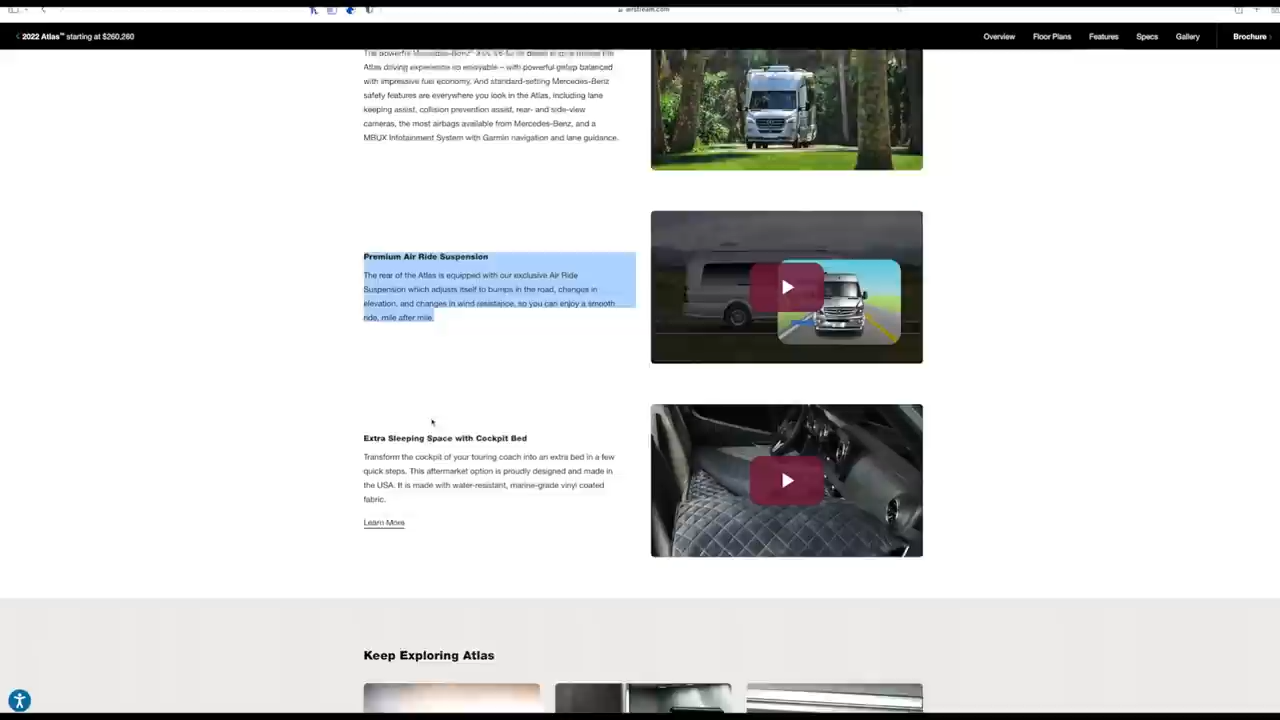 airstream.com
2022 Atlas™ starting at $260,260
Overview
Floor Plans
Features
Specs
Gallery
Brochure
Atlas driving experience so enjoyable – with powerful getup balanced
with impressive fuel economy. And standard-setting Mercedes-Benz
safety features are everywhere you look in the Atlas, including lane
keeping assist, collision prevention assist, rear- and side-view
cameras, the most airbags available from Mercedes-Benz, and a
MBUX Infotainment System with Garmin navigation and lane guidance.
Premium Air Ride Suspension
The rear of the Atlas is equipped with our exclusive Air Ride
Suspension which adjusts itself to bumps in the road, changes in
elevation, and changes in wind resistance, so you can enjoy a smooth
ride, mile after mile.
Extra Sleeping Space with Cockpit Bed
Transform the cockpit of your touring coach into an extra bed in a few
quick steps. This aftermarket option is proudly designed and made in
the USA. It is made with water-resistant, marine-grade vinyl coated
fabric.
Learn More
Keep Exploring Atlas